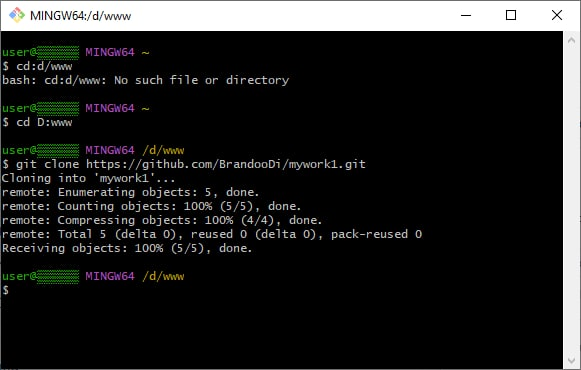 MINGW64:/d/www
user@ MINGW64 ~
$ cd:d/www
bash: cd:d/www: No such file or directory
user@ MINGW64 ~
$ cd D:www
user@ MINGW64 /d/www
$ git clone https://github.com/BrandooDi/mywork1.git
Cloning into 'mywork1'...
remote: Enumerating objects: 5, done.
remote: Counting objects: 100% (5/5), done.
remote: Compressing objects: 100% (4/4), done.
remote: Total 5 (delta 0), reused 0 (delta 0), pack-reused 0
Receiving objects: 100% (5/5), done.
user@ MINGW64 /d/www
$